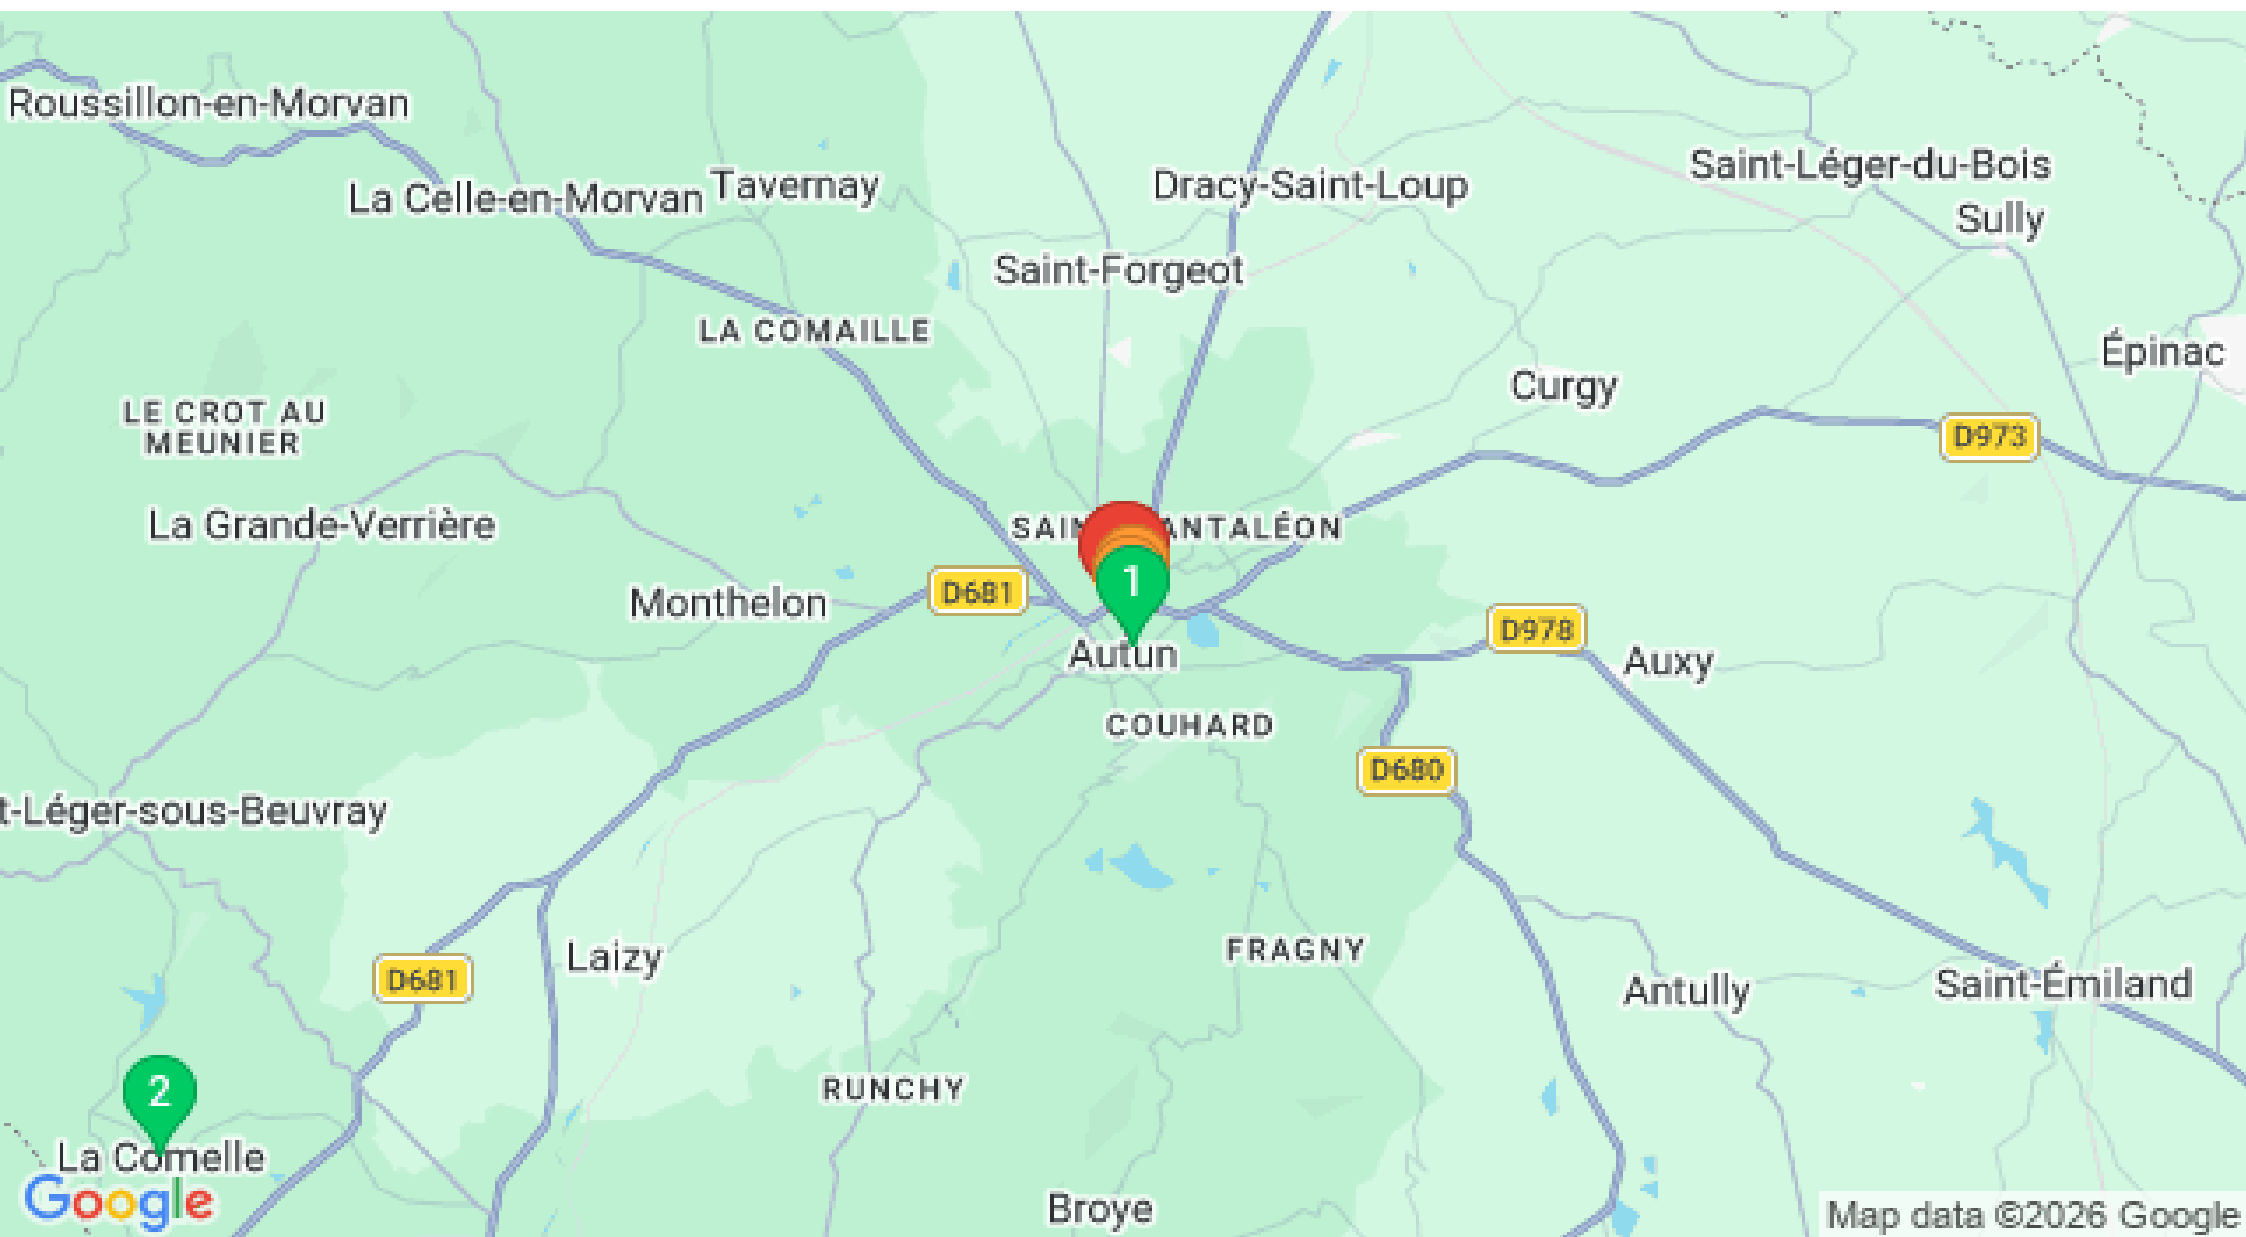 Roussillon-en-Morvan
La Celle-en-Morvan
Tavernay
Dracy-Saint-Loup
Saint-Léger-du-Bois
Sully
Saint-Forgeot
LA COMAILLE
Épinac
Curgy
LE CROT AU
MEUNIER
D973
La Grande-Verrière
SAIN ANTALÉON
1
D681
Monthelon
D978
Autun
Auxy
COUHARD
D680
t-Léger-sous-Beuvray
FRAGNY
Laizy
D681
Antully
Saint-Émiland
2
RUNCHY
La Comelle
Google
Broye
Map data ©2026 Google